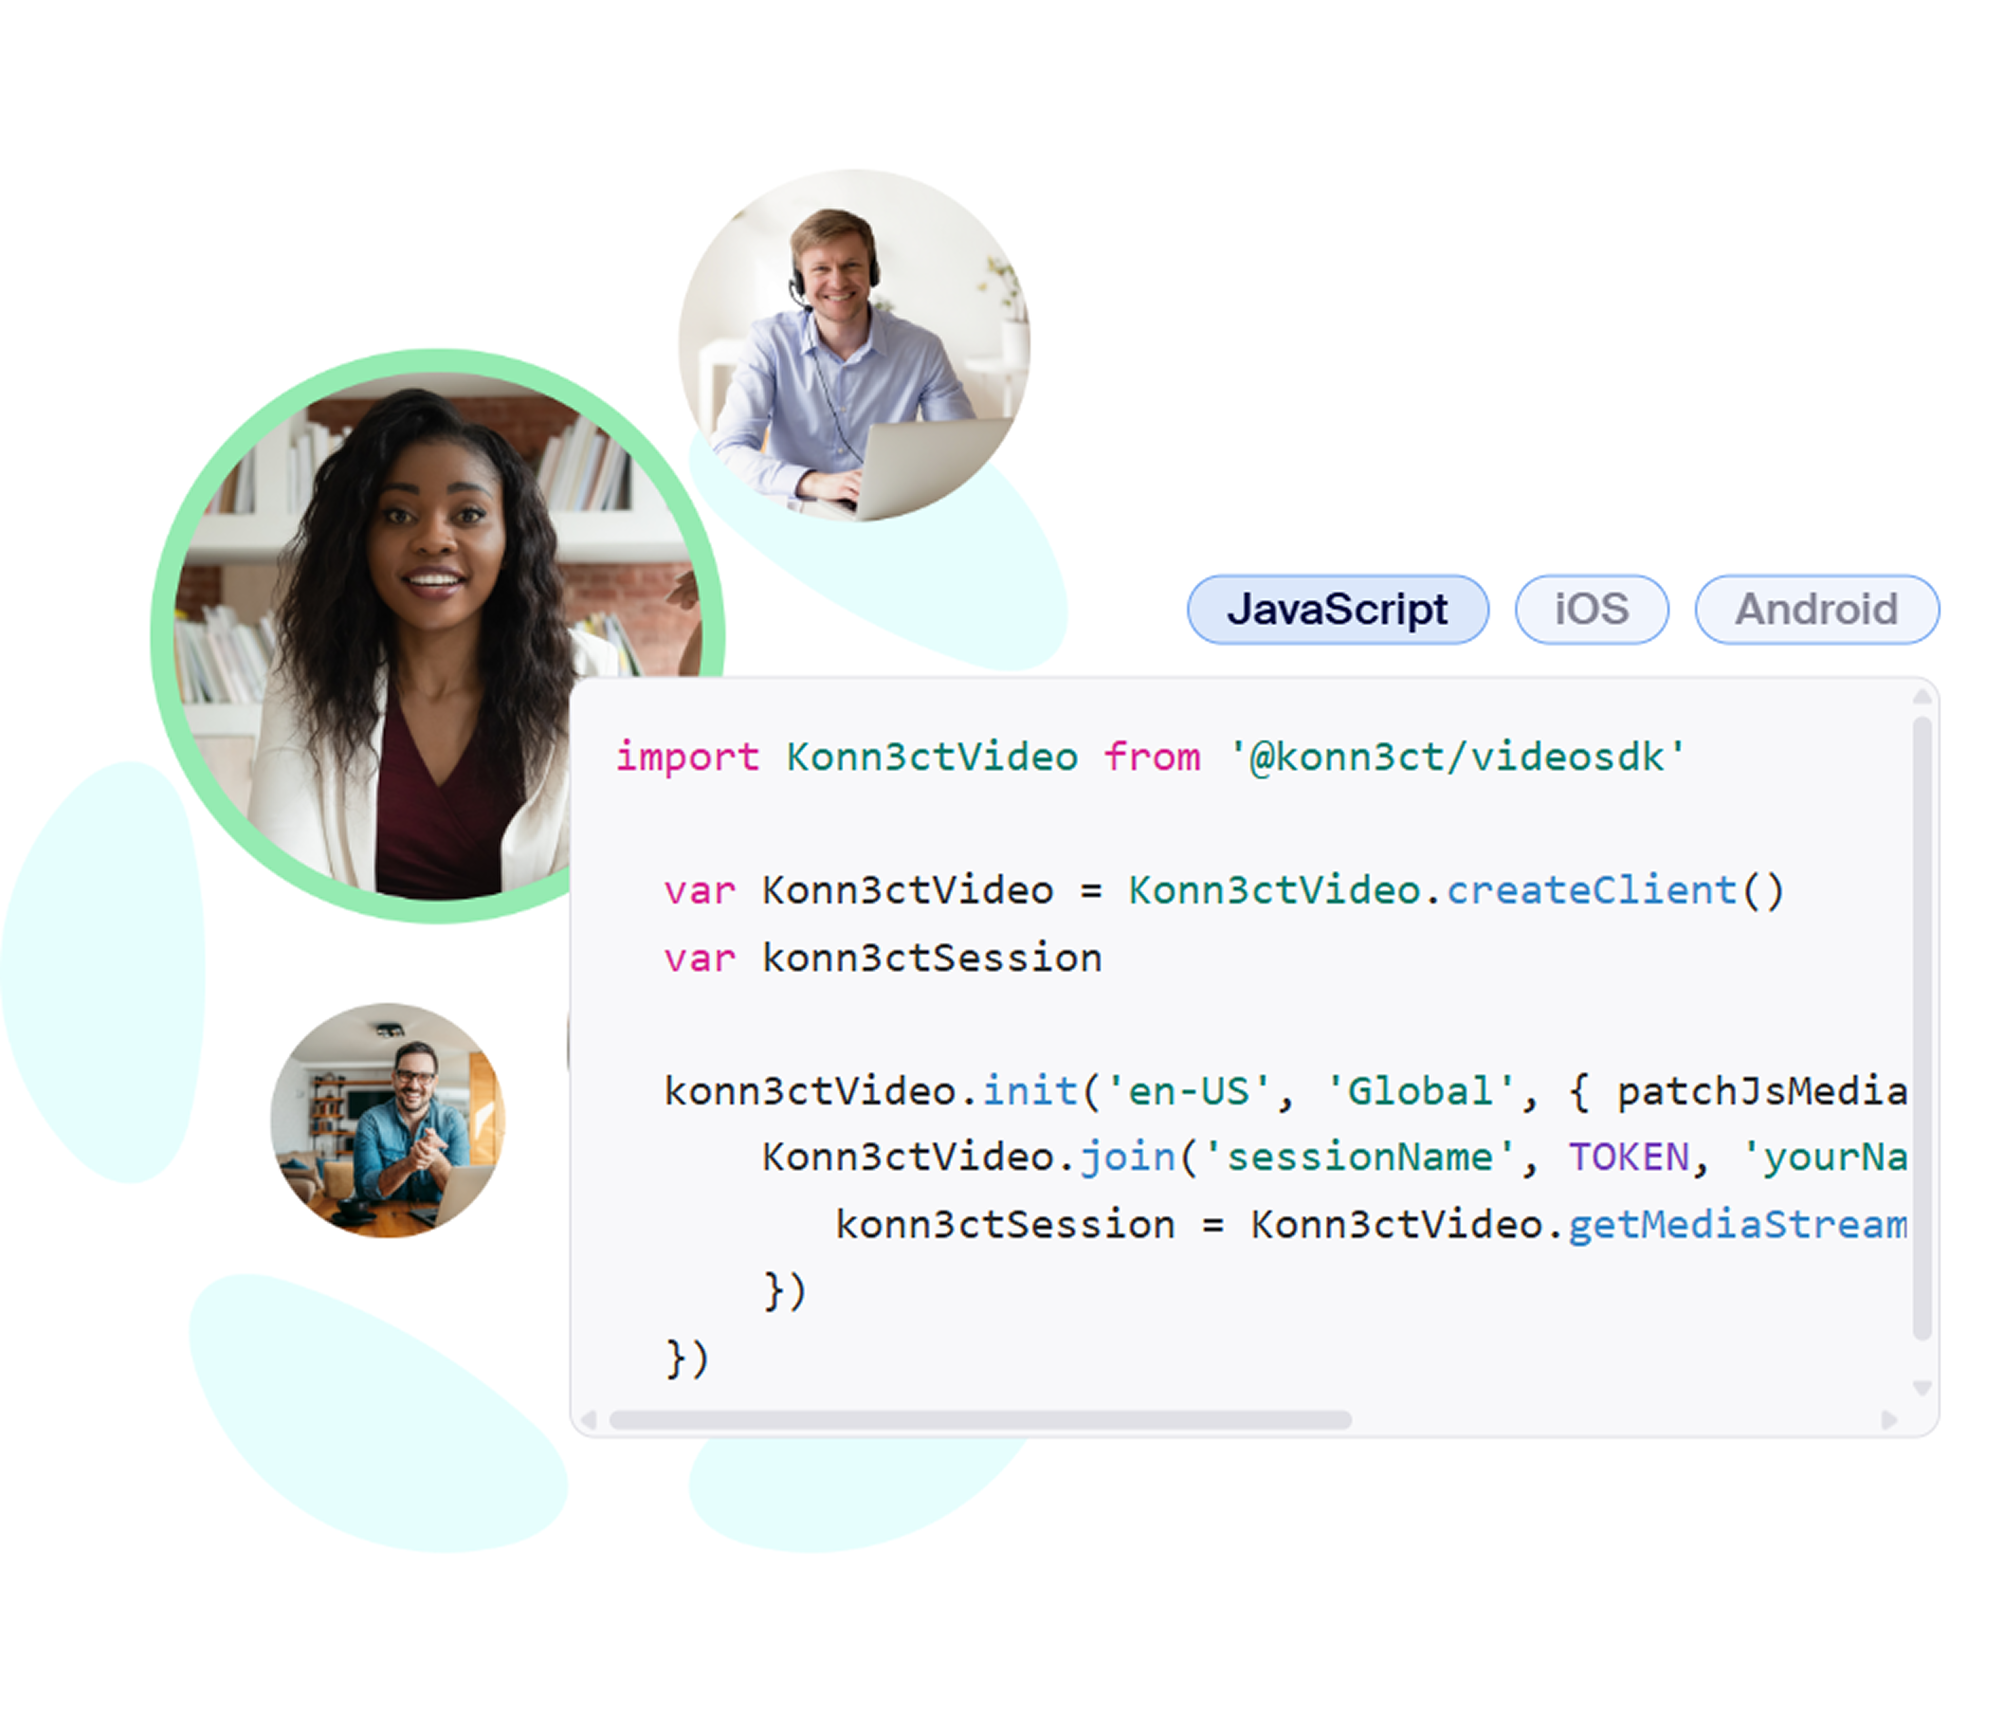 JavaScript iOS Android
import Konn3ctVideo from '@konn3ct/videosdk'
var Konn3ctVideo = Konn3ctVideo.createClient()
var konn3ctSession
konn3ctVideo.init('en-US', 'Global', { patchJsMedia
Konn3ctVideo.join('sessionName', TOKEN, 'yourNa
konn3ctSession = Konn3ctVideo.getMediaStream
})
})